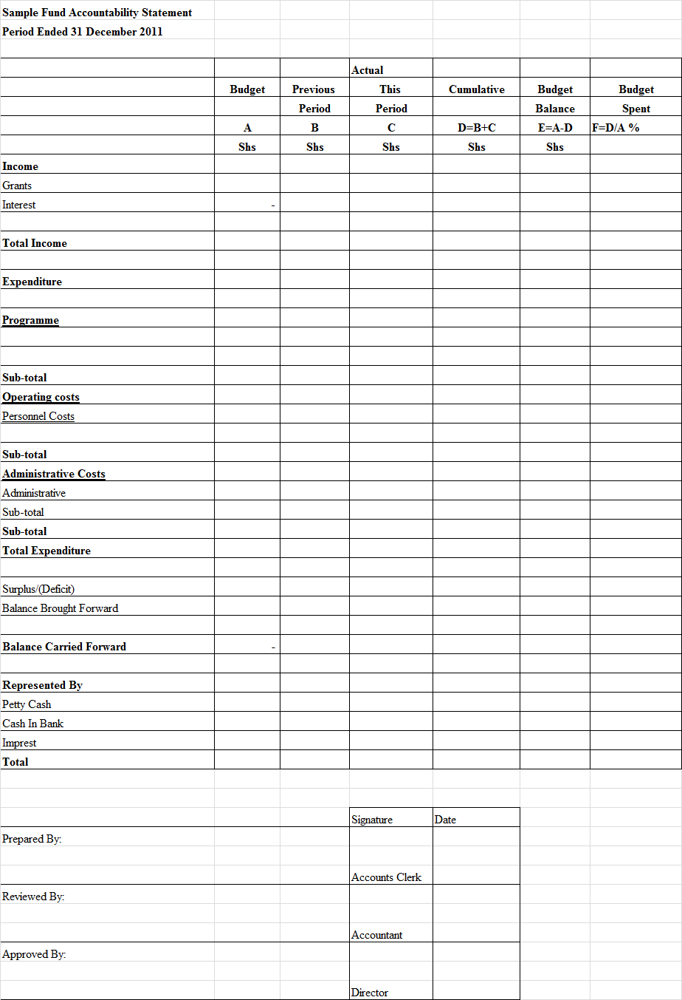 Sample Fund Accountability Statement
Period Ended 31 December 2011
Actual
Budget Previous This Cumulative Budget Budget
Period Period Balance Spent
A B C D=B+C E=A-D F=D/A %
Shs Shs Shs Shs Shs
Income
Grants
Interest -
Total Income
Expenditure
Programme
Sub-total
Operating costs
Personnel Costs
Sub-total
Administrative Costs
Administrative
Sub-total
Sub-total
Total Expenditure
Surplus/(Deficit)
Balance Brought Forward
Balance Carried Forward -
Represented By
Petty Cash
Cash In Bank
Imprest
Total
Signature Date
Prepared By:
Accounts Clerk
Reviewed By:
Accountant
Approved By:
Director